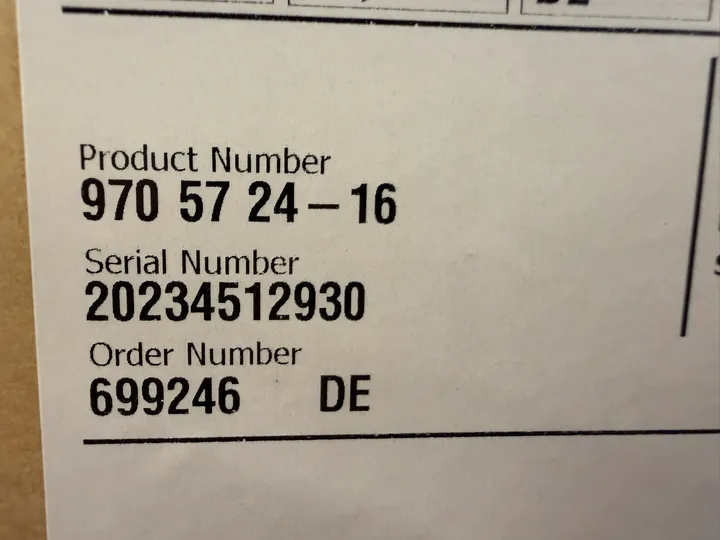 Product Number
970 57 24 – 16
Serial Number
20234512930
Order Number
699246 DE